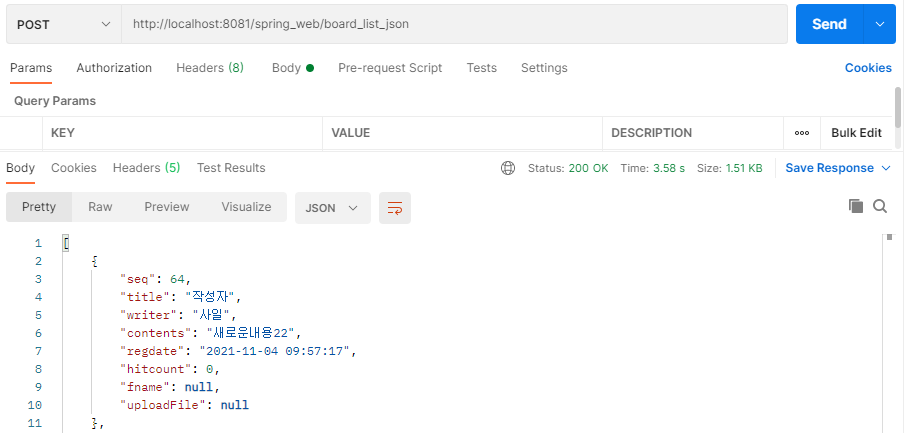 POST http://localhost:8081/spring_web/board_list_json Send
Params Authorization Headers (8) Body Pre-request Script Tests Settings Cookies
Query Params
KEY VALUE DESCRIPTION Bulk Edit
Body Cookies Headers (5) Test Results Status: 200 OK Time: 3.58 s Size: 1.51 KB Save Response
Pretty Raw Preview Visualize JSON
1 [
2 {
3 "seq": 64,
4 "title": "작성자",
5 "writer": "사일",
6 "contents": "새로운내용22",
7 "regdate": "2021-11-04 09:57:17",
8 "hitcount": 0,
9 "fname": null,
10 "uploadFile": null
11 },